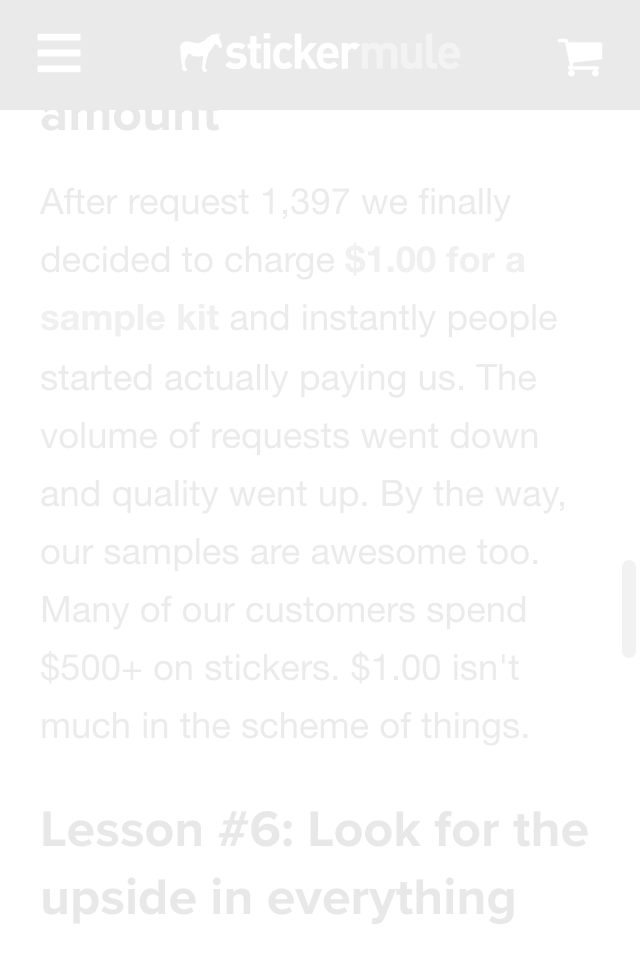 stickermule
amount
After request 1,397 we finally
decided to charge $1.00 for a
sample kit and instantly people
started actually paying us. The
volume of requests went down
and quality went up. By the way,
our samples are awesome too.
Many of our customers spend
$500+ on stickers. $1.00 isn't
much in the scheme of things.
Lesson #6: Look for the
upside in everything